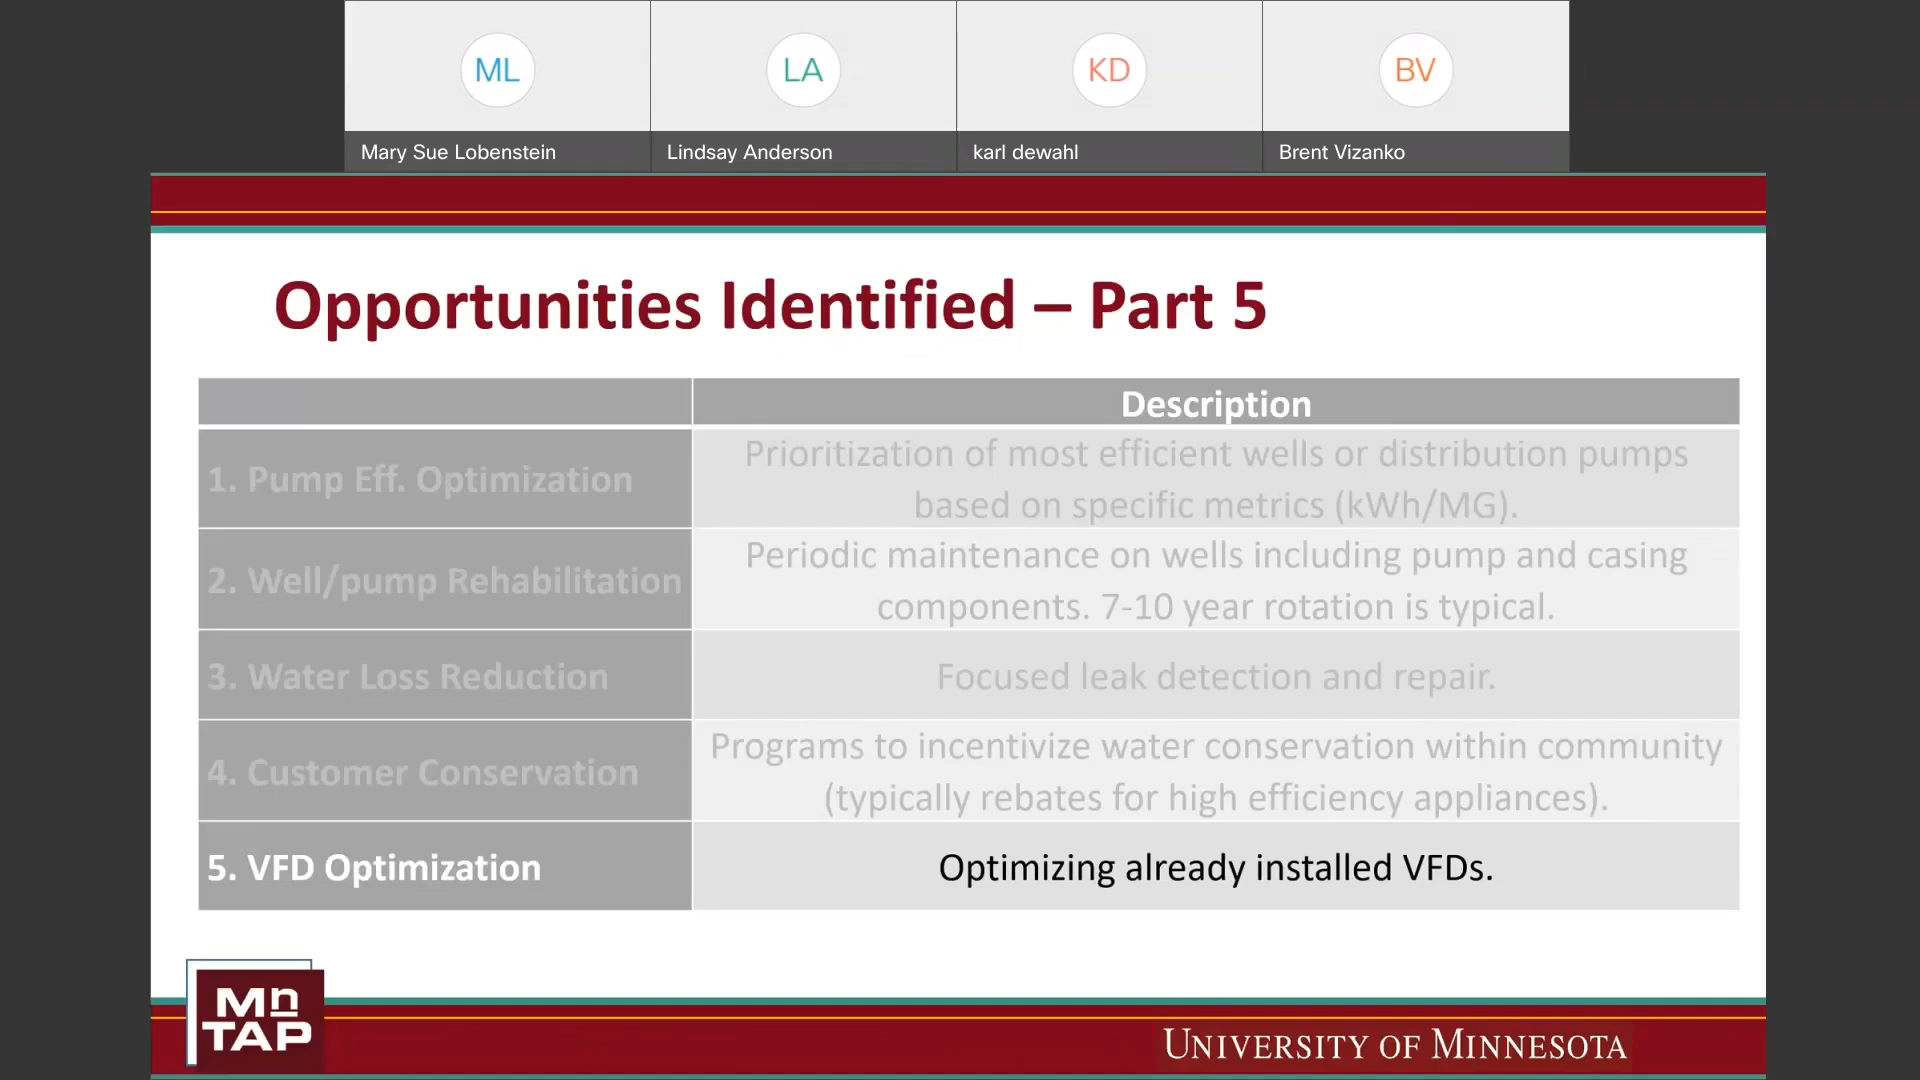 ML
LA
KD
BV
Mary Sue Lobenstein
Lindsay Anderson
karl dewahl
Brent Vizanko
Opportunities Identified – Part 5
Description
1. Pump Eff. Optimization
Prioritization of most efficient wells or distribution pumps
based on specific metrics (kWh/MG).
2. Well/pump Rehabilitation
Periodic maintenance on wells including pump and casing
components. 7-10 year rotation is typical.
3. Water Loss Reduction
Focused leak detection and repair.
4. Customer Conservation
Programs to incentivize water conservation within community
(typically rebates for high efficiency appliances).
5. VFD Optimization
Optimizing already installed VFDs.
Mn
TAP
UNIVERSITY OF MINNESOTA